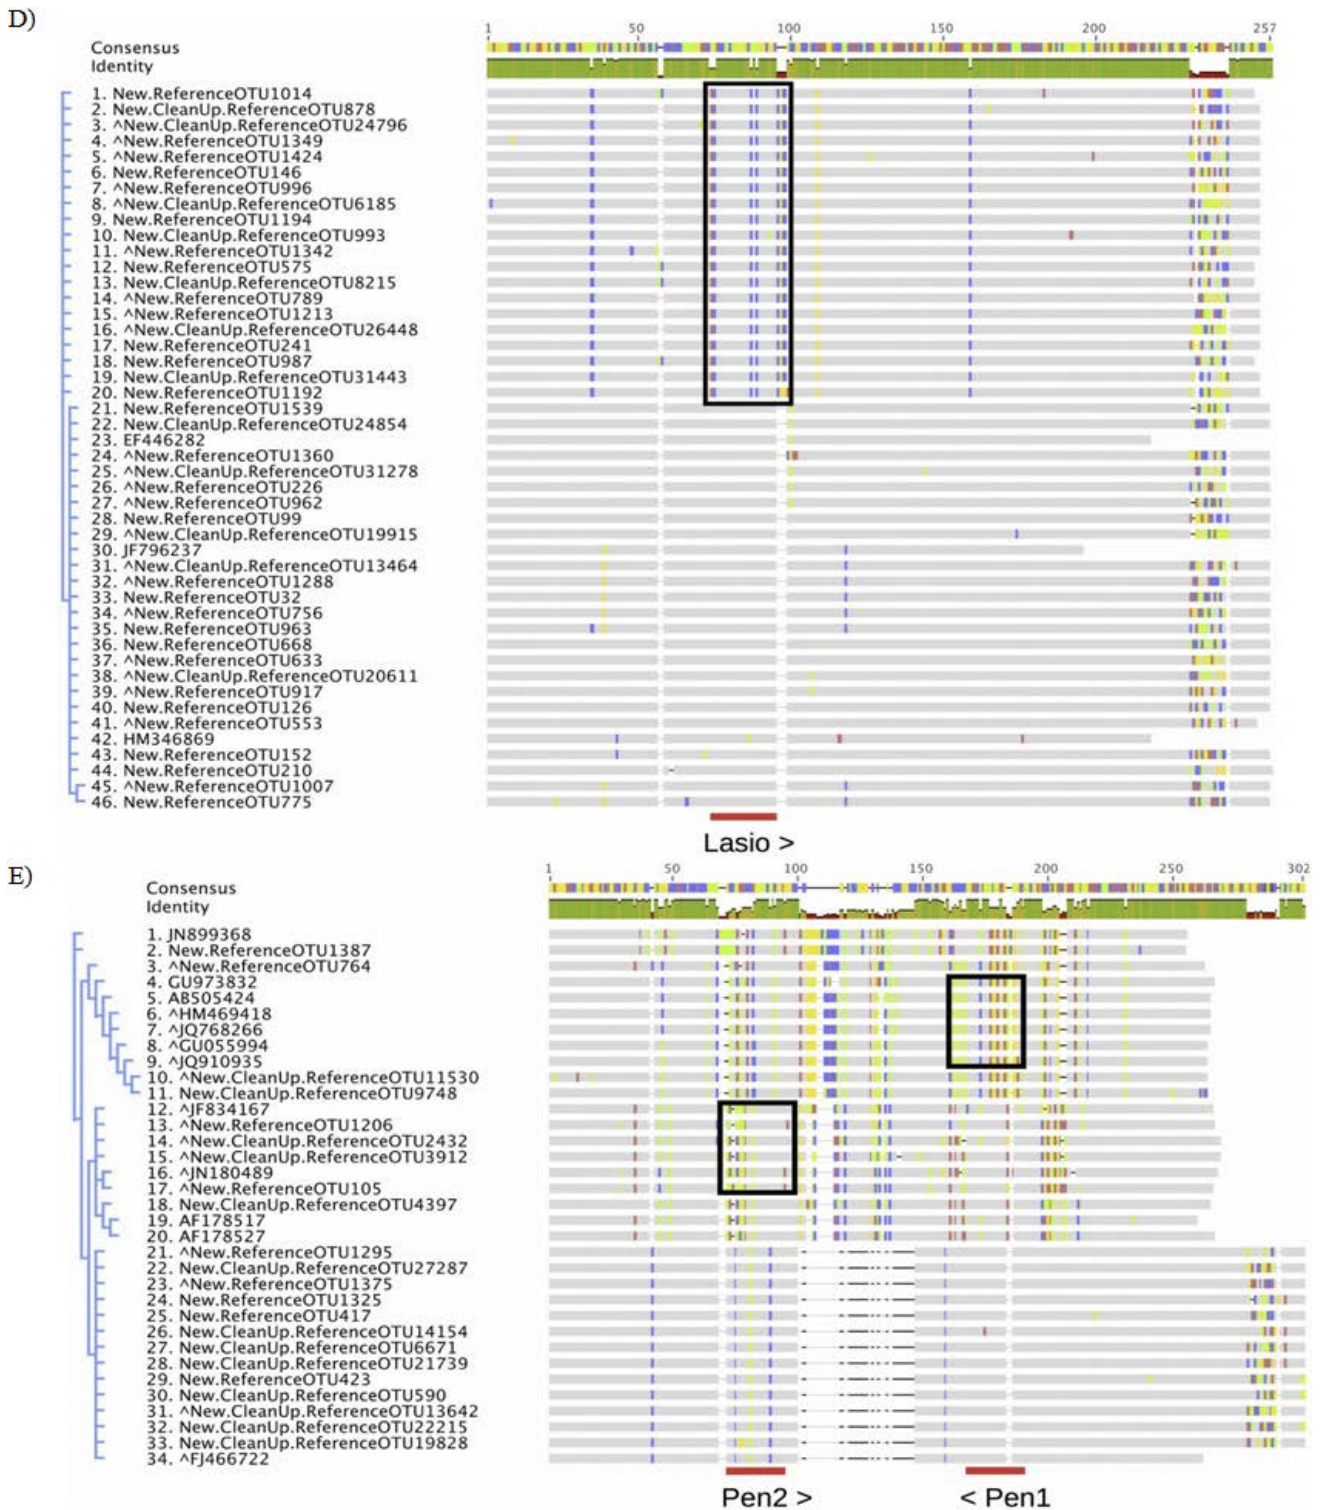 D)
1 50 100 150 200 257
Consensus
Identity
1. New.ReferenceOTU1014
2. New.CleanUp.ReferenceOTU878
3. ^New.CleanUp.ReferenceOTU24796
4. ^New.ReferenceOTU1349
5. ^New.ReferenceOTU1424
6. New.ReferenceOTU146
7. ^New.ReferenceOTU996
8. ^New.CleanUp.ReferenceOTU6185
9. New.ReferenceOTU1194
10. New.CleanUp.ReferenceOTU993
11. ^New.ReferenceOTU1342
12. New.ReferenceOTU575
13. New.CleanUp.ReferenceOTU8215
14. ^New.ReferenceOTU789
15. ^New.ReferenceOTU1213
16. ^New.CleanUp.ReferenceOTU26448
17. New.ReferenceOTU241
18. New.ReferenceOTU987
19. New.CleanUp.ReferenceOTU31443
20. New.ReferenceOTU1192
21. New.ReferenceOTU1539
22. New.CleanUp.ReferenceOTU24854
23. EF446282
24. ^New.ReferenceOTU1360
25. ^New.CleanUp.ReferenceOTU31278
26. ^New.ReferenceOTU226
27. ^New.ReferenceOTU962
28. New.ReferenceOTU99
29. ^New.CleanUp.ReferenceOTU19915
30. JF796237
31. ^New.CleanUp.ReferenceOTU13464
32. ^New.ReferenceOTU1288
33. New.ReferenceOTU32
34. ^New.ReferenceOTU756
35. New.ReferenceOTU963
36. New.ReferenceOTU668
37. ^New.ReferenceOTU633
38. ^New.CleanUp.ReferenceOTU20611
39. ^New.ReferenceOTU917
40. New.ReferenceOTU126
41. ^New.ReferenceOTU553
42. HM346869
43. New.ReferenceOTU152
44. New.ReferenceOTU210
45. ^New.ReferenceOTU1007
46. New.ReferenceOTU775
Lasio >
E)
1 50 100 150 200 250 302
Consensus
Identity
1. JN899368
2. New.ReferenceOTU1387
3. ^New.ReferenceOTU764
4. GU973832
5. AB505424
6. ^HM469418
7. ^JQ768266
8. ^GU055994
9. ^JQ910935
10. ^New.CleanUp.ReferenceOTU11530
11. New.CleanUp.ReferenceOTU9748
12. ^JF834167
13. ^New.ReferenceOTU1206
14. ^New.CleanUp.ReferenceOTU2432
15. ^New.CleanUp.ReferenceOTU3912
16. ^JN180489
17. ^New.ReferenceOTU105
18. New.CleanUp.ReferenceOTU4397
19. AF178517
20. AF178527
21. ^New.ReferenceOTU1295
22. New.CleanUp.ReferenceOTU27287
23. ^New.ReferenceOTU1375
24. New.ReferenceOTU1325
25. New.ReferenceOTU417
26. New.CleanUp.ReferenceOTU14154
27. New.CleanUp.ReferenceOTU6671
28. New.CleanUp.ReferenceOTU21739
29. New.ReferenceOTU423
30. New.CleanUp.ReferenceOTU590
31. ^New.CleanUp.ReferenceOTU13642
32. New.CleanUp.ReferenceOTU22215
33. New.CleanUp.ReferenceOTU19828
34. ^FJ466722
Pen2 > < Pen1